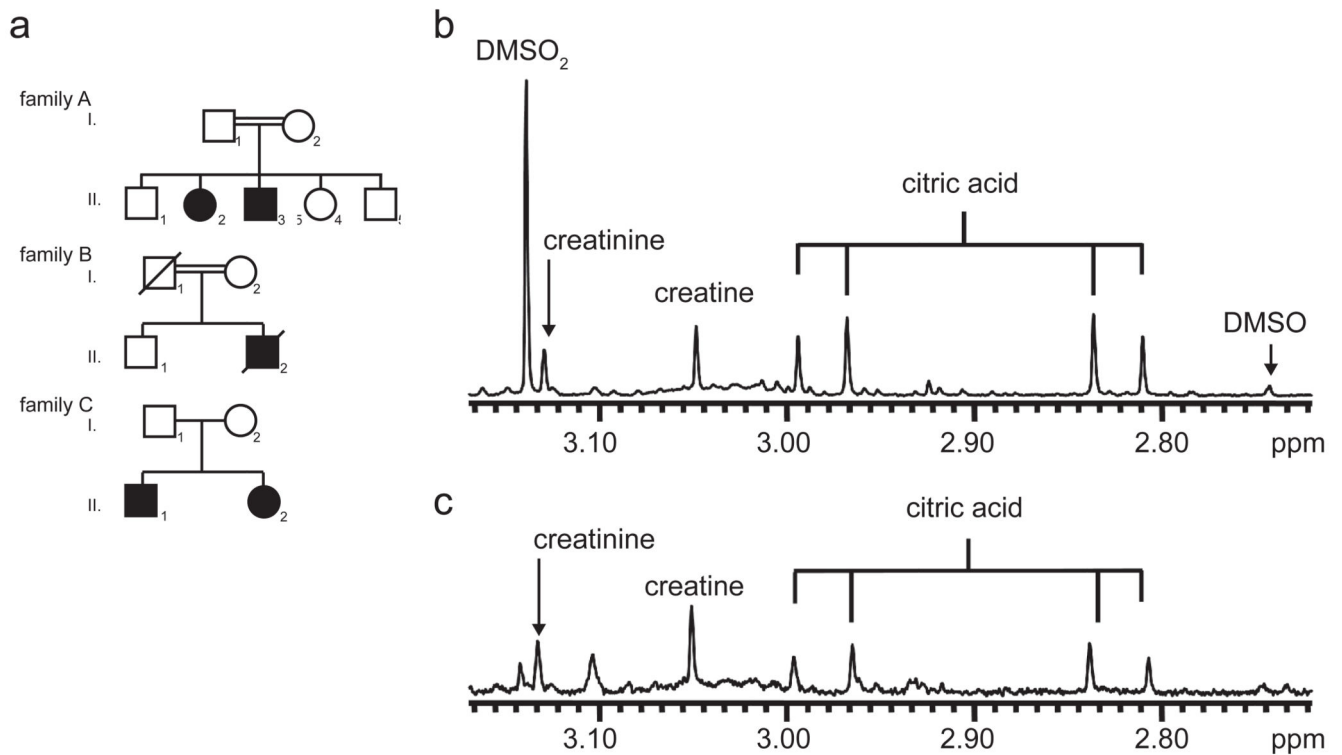 a
family A
I.
1
2
II.
1
2
3
5
4
family B
I.
1
2
II.
1
2
family C
I.
1
2
II.
1
2
b
DMSO2
creatinine
creatine
citric acid
DMSO
3.10 3.00 2.90 2.80 ppm
c
creatinine
creatine
citric acid
3.10 3.00 2.90 2.80 ppm